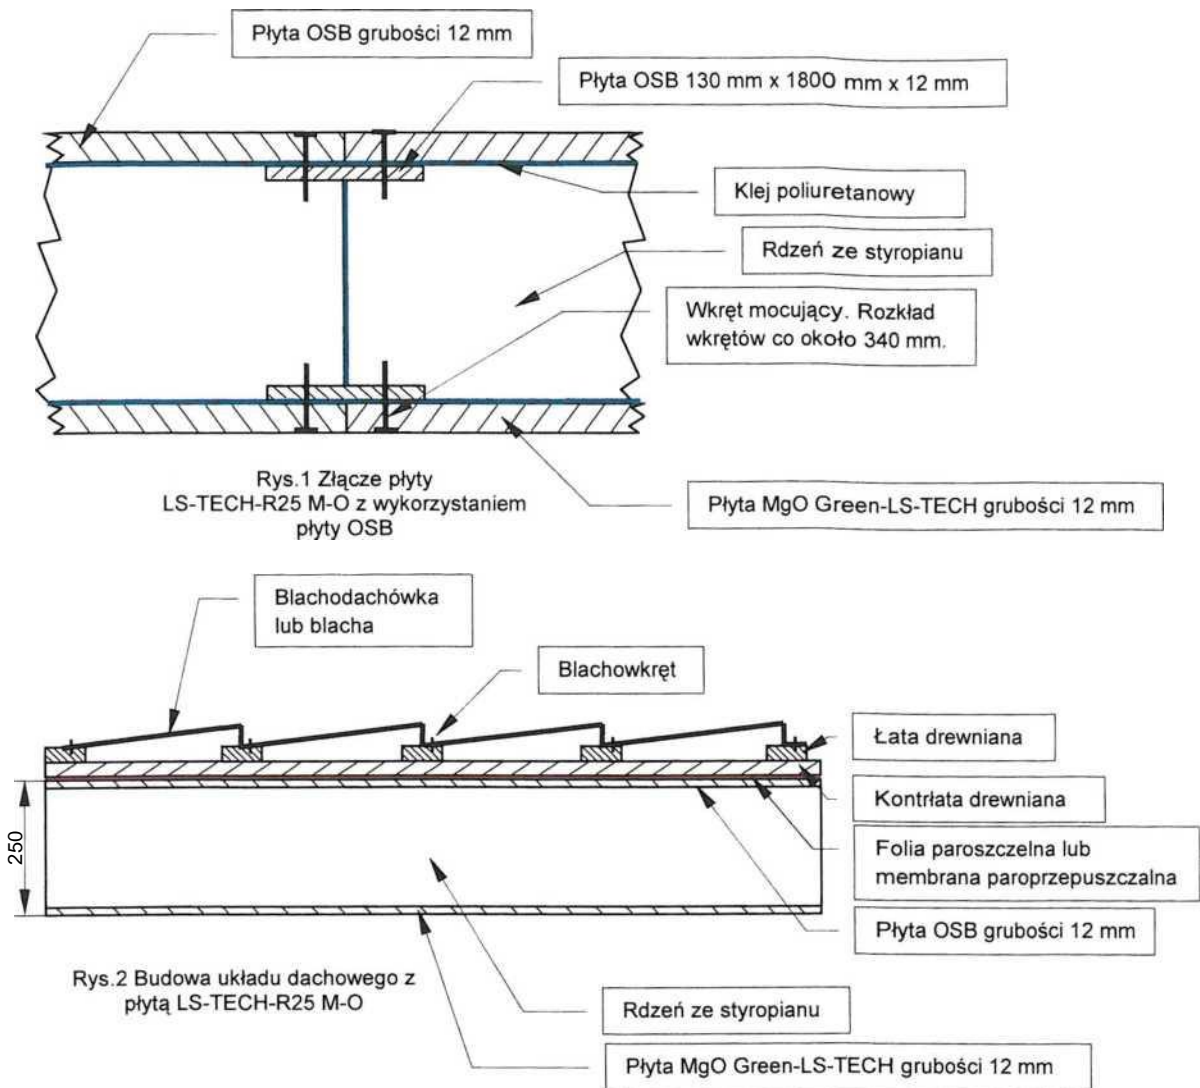 Płyta OSB grubości 12 mm
Płyta OSB 130 mm x 1800 mm x 12 mm
Klej poliuretanowy
Rdzeń ze styropianu
Wkręt mocujący. Rozkład
wkrętów co około 340 mm.
Rys.1 Złącze płyty
LS-TECH-R25 M-O z wykorzystaniem
płyty OSB
Płyta MgO Green-LS-TECH grubości 12 mm
Blachodachówka
lub blacha
Blachowkręt
Łata drewniana
Kontrłata drewniana
Folia paroszczelna lub
membrana paroprzepuszczalna
250
Płyta OSB grubości 12 mm
Rys.2 Budowa układu dachowego z
płytą LS-TECH-R25 M-O
Rdzeń ze styropianu
Płyta MgO Green-LS-TECH grubości 12 mm